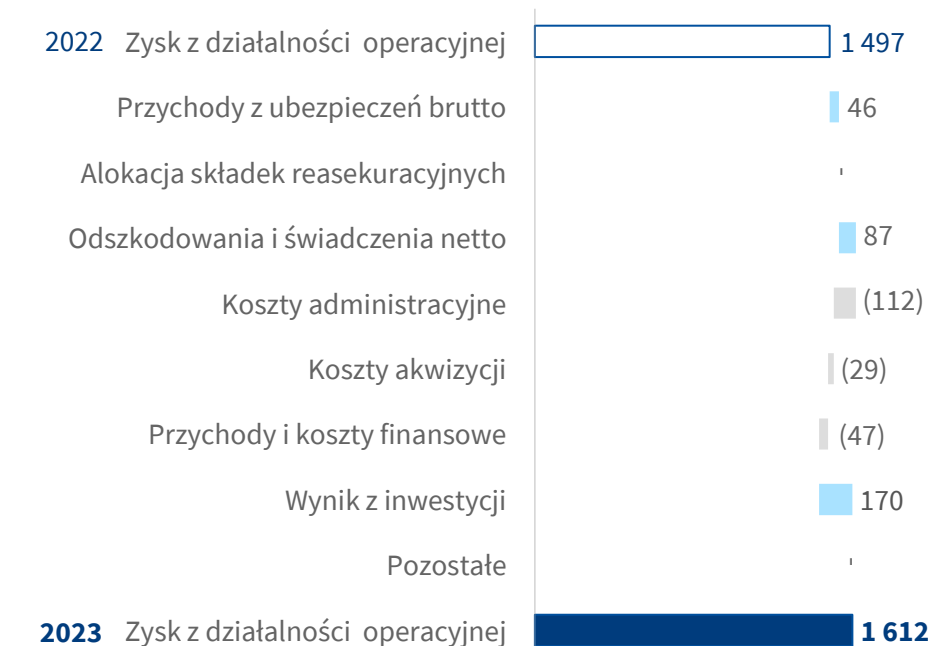 2022 Zysk z działalności operacyjnej 1 497
Przychody z ubezpieczeń brutto 46
Alokacja składek reasekuracyjnych -
Odszkodowania i świadczenia netto 87
Koszty administracyjne (112)
Koszty akwizycji (29)
Przychody i koszty finansowe (47)
Wynik z inwestycji 170
Pozostałe -
2023 Zysk z działalności operacyjnej 1 612